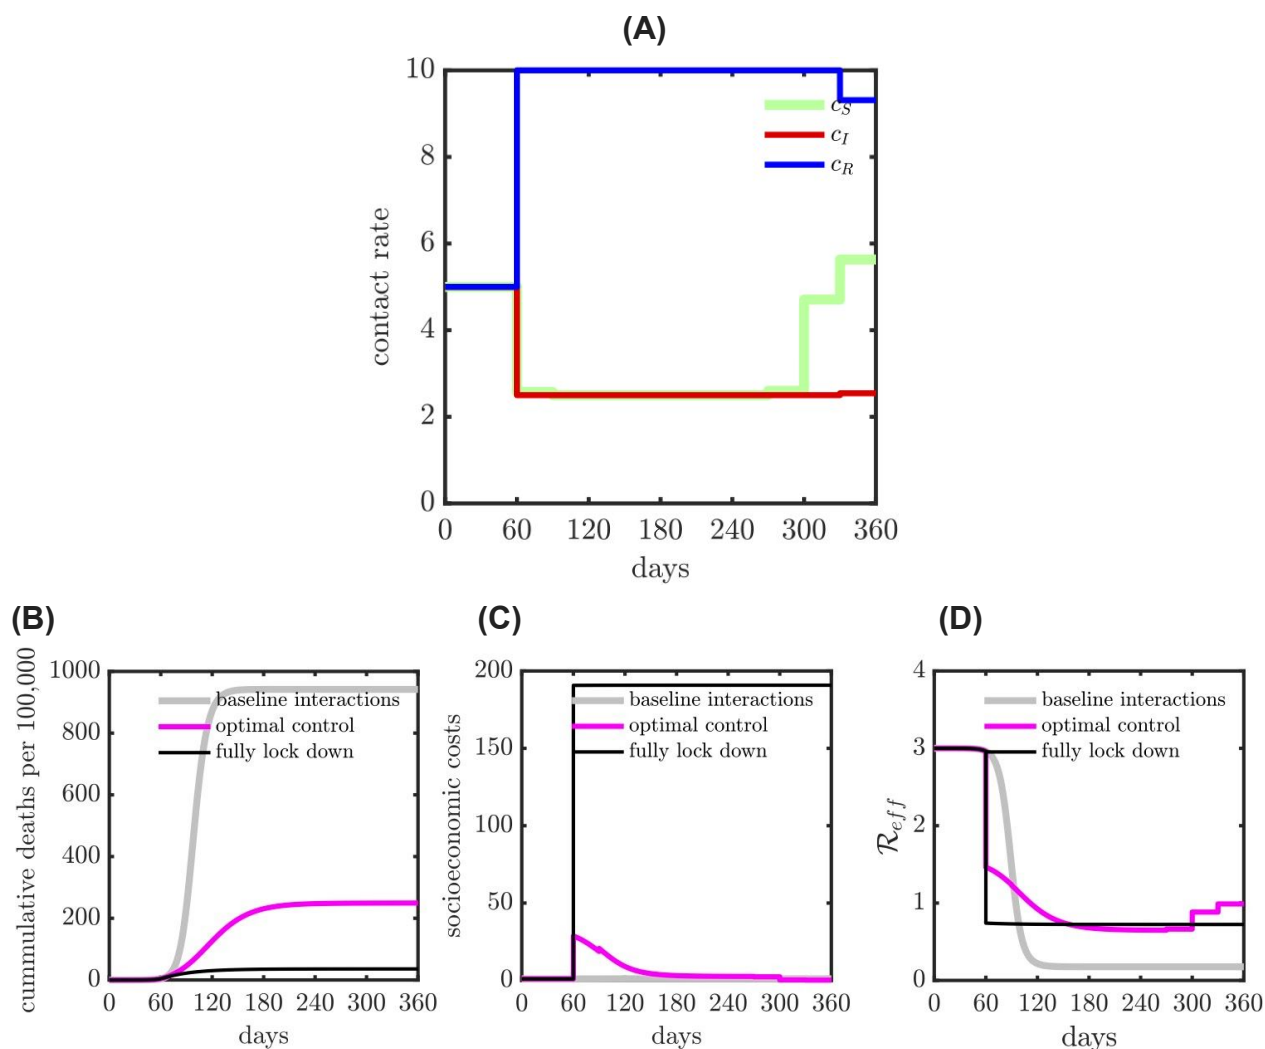 (A)
10
8
6
4
2
0
contact rate
c_S
c_I
c_R
0 60 120 180 240 300 360
days
(B)
1000
800
600
400
200
0
cummulative deaths per 100,000
baseline interactions
optimal control
fully lock down
0 60 120 180 240 300 360
days
(C)
200
150
100
50
0
socioeconomic costs
baseline interactions
optimal control
fully lock down
0 60 120 180 240 300 360
days
(D)
4
3
2
1
0
ℛ_eff
baseline interactions
optimal control
fully lock down
0 60 120 180 240 300 360
days